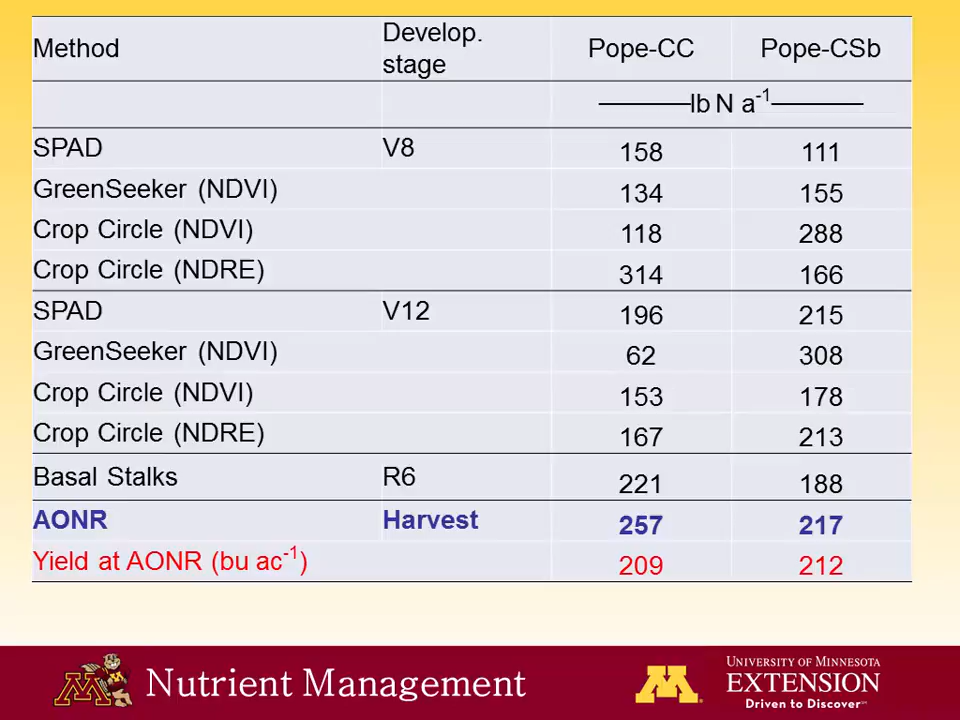 Method Develop. stage Pope-CC Pope-CSb
lb N a-1
SPAD V8 158 111
GreenSeeker (NDVI) 134 155
Crop Circle (NDVI) 118 288
Crop Circle (NDRE) 314 166
SPAD V12 196 215
GreenSeeker (NDVI) 62 308
Crop Circle (NDVI) 153 178
Crop Circle (NDRE) 167 213
Basal Stalks R6 221 188
AONR Harvest 257 217
Yield at AONR (bu ac-1) 209 212
Nutrient Management
UNIVERSITY OF MINNESOTA
EXTENSION
Driven to Discover℠